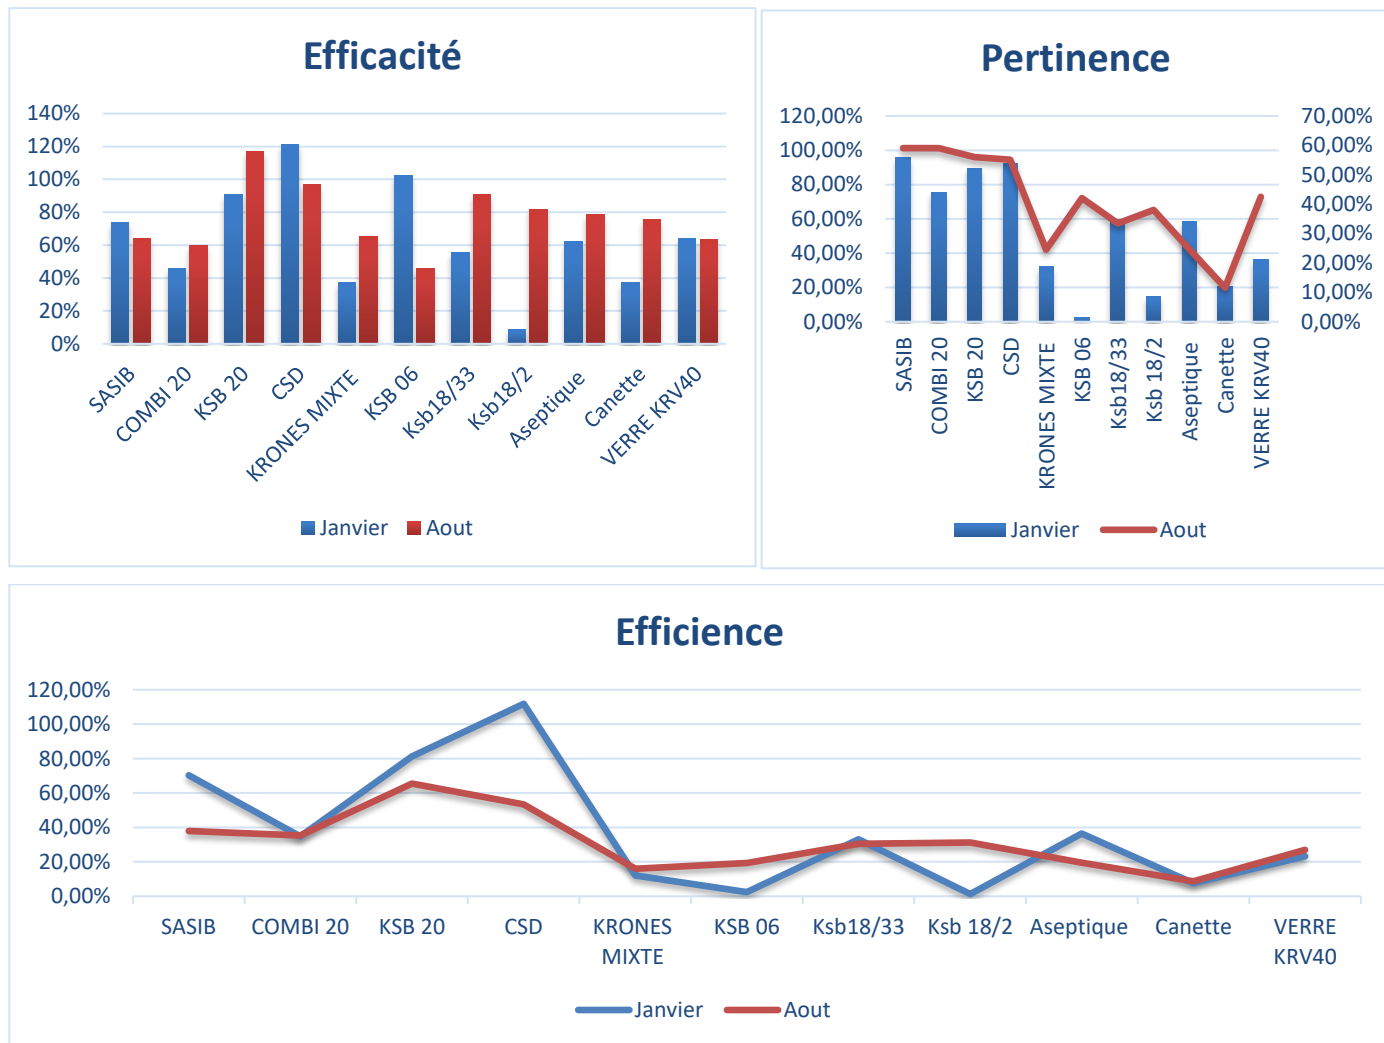 Efficacité
140%
120%
100%
80%
60%
40%
20%
0%
SASIB
COMBI 20
KSB 20
CSD
KRONES MIXTE
KSB 06
Ksb18/33
Ksb18/2
Aseptique
Canette
VERRE KRV40
Janvier
Aout
Pertinence
120,00%
100,00%
80,00%
60,00%
40,00%
20,00%
0,00%
70,00%
60,00%
50,00%
40,00%
30,00%
20,00%
10,00%
0,00%
SASIB
COMBI 20
KSB 20
CSD
KRONES MIXTE
KSB 06
Ksb18/33
Ksb 18/2
Aseptique
Canette
VERRE KRV40
Janvier
Aout
Efficience
120,00%
100,00%
80,00%
60,00%
40,00%
20,00%
0,00%
SASIB
COMBI 20
KSB 20
CSD
KRONES
MIXTE
KSB 06
Ksb18/33
Ksb 18/2
Aseptique
Canette
VERRE
KRV40
Janvier
Aout